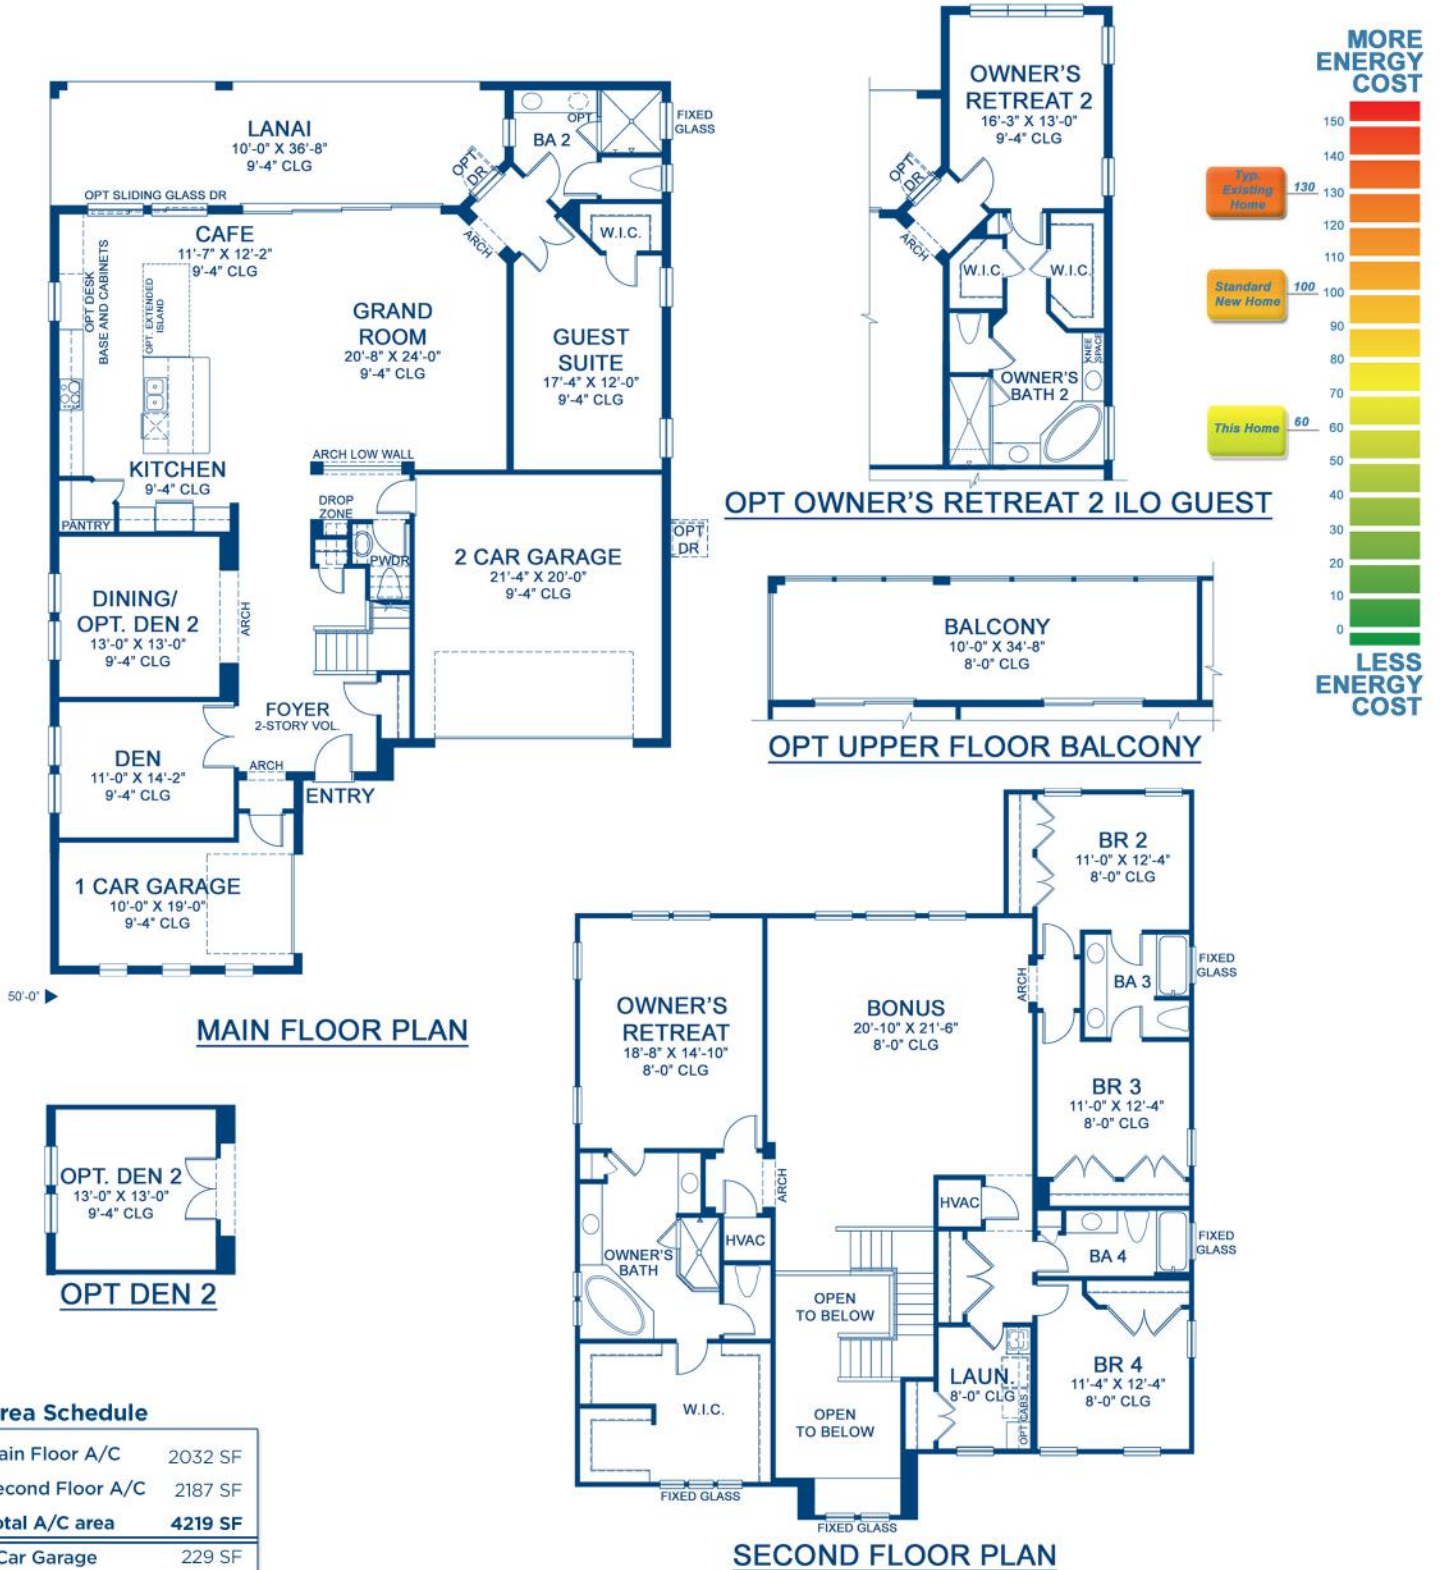 LANAI
10'-0" X 36'-8"
9'-4" CLG
OPT SLIDING GLASS DR
OPT
DR
BA 2
OPT
FIXED
GLASS
W.I.C.
ARCH
CAFE
11'-7" X 12'-2"
9'-4" CLG
OPT DESK
BASE AND CABINETS
OPT. EXTENDED
ISLAND
GRAND
ROOM
20'-8" X 24'-0"
9'-4" CLG
GUEST
SUITE
17'-4" X 12'-0"
9'-4" CLG
KITCHEN
9'-4" CLG
ARCH LOW WALL
PANTRY
DROP
ZONE
PWDR
2 CAR GARAGE
21'-4" X 20'-0"
9'-4" CLG
OPT
DR
DINING/
OPT. DEN 2
13'-0" X 13'-0"
9'-4" CLG
ARCH
FOYER
2-STORY VOL.
DEN
11'-0" X 14'-2"
9'-4" CLG
ARCH
ENTRY
1 CAR GARAGE
10'-0" X 19'-0"
9'-4" CLG
50'-0"
MAIN FLOOR PLAN
OWNER'S
RETREAT 2
16'-3" X 13'-0"
9'-4" CLG
OPT
DR
ARCH
W.I.C.
W.I.C.
KNEE
SPACE
OWNER'S
BATH 2
OPT OWNER'S RETREAT 2 ILO GUEST
BALCONY
10'-0" X 34'-8"
8'-0" CLG
OPT UPPER FLOOR BALCONY
MORE
ENERGY
COST
150
140
Typ.
Existing
Home
130
130
120
110
Standard
New Home
100
100
90
80
70
This Home
60
60
50
40
30
20
10
0
LESS
ENERGY
COST
OPT. DEN 2
13'-0" X 13'-0"
9'-4" CLG
OPT DEN 2
BR 2
11'-0" X 12'-4"
8'-0" CLG
FIXED
GLASS
BA 3
ARCH
OWNER'S
RETREAT
18'-8" X 14'-10"
8'-0" CLG
BONUS
20'-10" X 21'-6"
8'-0" CLG
BR 3
11'-0" X 12'-4"
8'-0" CLG
ARCH
HVAC
OWNER'S
BATH
HVAC
BA 4
FIXED
GLASS
OPEN
TO BELOW
LAUN.
8'-0" CLG
OPT CABS
BR 4
11'-4" X 12'-4"
8'-0" CLG
W.I.C.
OPEN
TO BELOW
FIXED GLASS
FIXED GLASS
SECOND FLOOR PLAN
rea Schedule
ain Floor A/C 2032 SF
econd Floor A/C 2187 SF
otal A/C area 4219 SF
Car Garage 229 SF